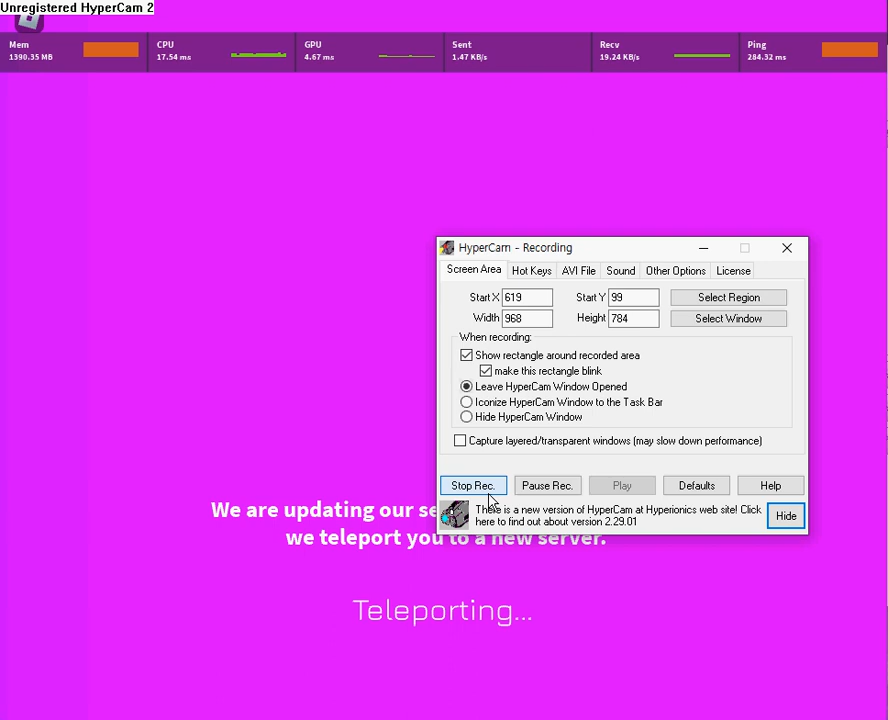 Unregistered HyperCam 2
Mem
1390.35 MB
CPU
17.54 ms
GPU
4.67 ms
Sent
1.47 KB/s
Recv
19.24 KB/s
Ping
284.32 ms
HyperCam - Recording
Screen Area Hot Keys AVI File Sound Other Options License
Start X 619 Start Y 99 Select Region
Width 968 Height 784 Select Window
When recording:
Show rectangle around recorded area
make this rectangle blink
Leave HyperCam Window Opened
Iconize HyperCam Window to the Task Bar
Hide HyperCam Window
Capture layered/transparent windows (may slow down performance)
Stop Rec. Pause Rec. Play Defaults Help
There is a new version of HyperCam at Hyperionics web site! Click
here to find out about version 2.29.01
Hide
We are updating our
we teleport you to a new server.
Teleporting...